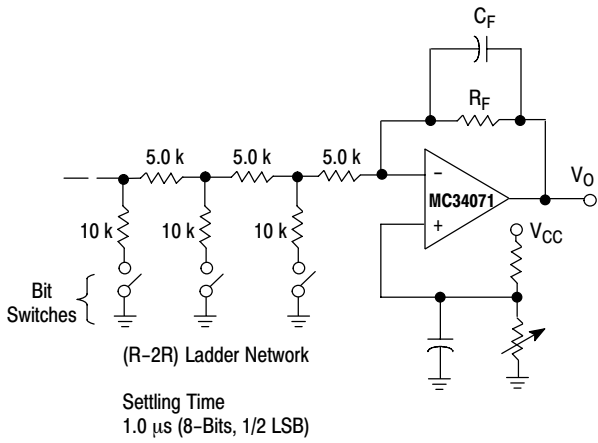 C_F
R_F
5.0 k 5.0 k 5.0 k
−
MC34071
+
V_O
V_CC
10 k 10 k 10 k
Bit
Switches
(R−2R) Ladder Network
Settling Time
1.0 μs (8−Bits, 1/2 LSB)